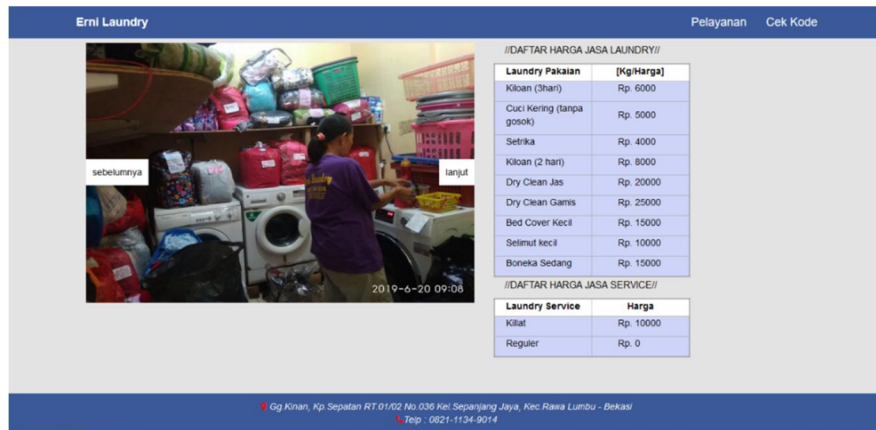 Erni Laundry
Pelayanan Cek Kode
sebelumnya
lanjut
2019-6-20 09:08
//DAFTAR HARGA JASA LAUNDRY//
Laundry Pakaian [Kg/Harga]
Kiloan (3hari) Rp. 6000
Cuci Kering (tanpa gosok) Rp. 5000
Setrika Rp. 4000
Kiloan (2 hari) Rp. 8000
Dry Clean Jas Rp. 20000
Dry Clean Gamis Rp. 25000
Bed Cover Kecil Rp. 15000
Selimut kecil Rp. 10000
Boneka Sedang Rp. 15000
//DAFTAR HARGA JASA SERVICE//
Laundry Service Harga
Killat Rp. 10000
Reguler Rp. 0
Gg.Kinan, Kp.Sepatan RT.01/02 No.036 Kel.Sepanjang Jaya, Kec.Rawa Lumbu - Bekasi
Telp : 0821-1134-9014